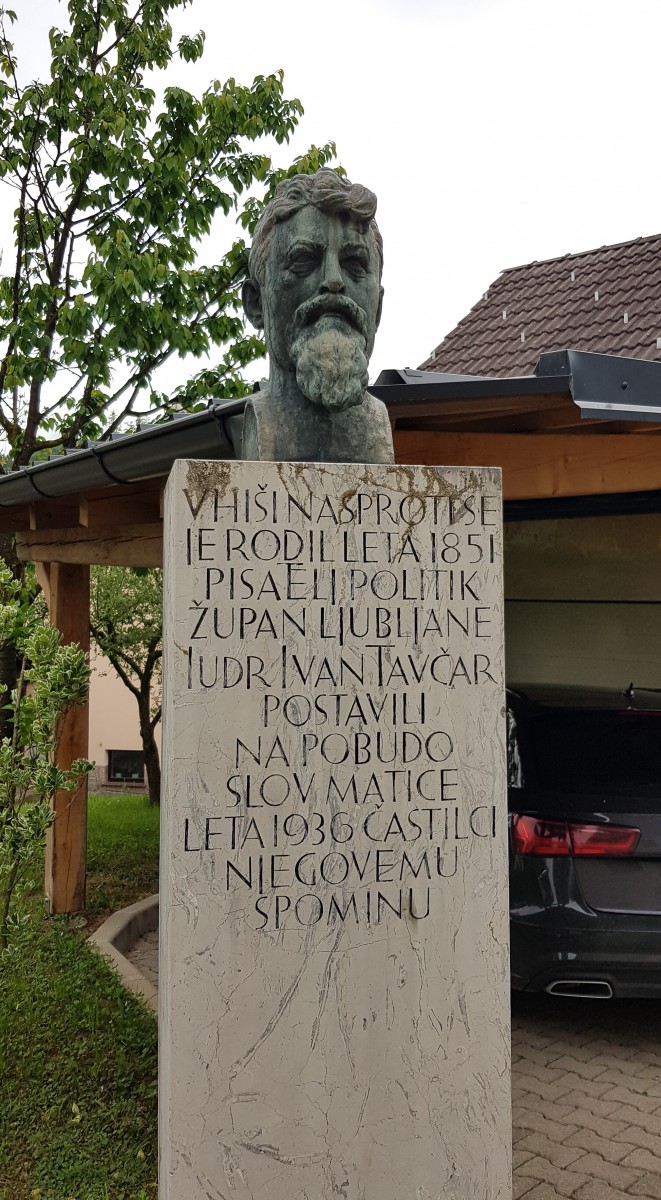 V HIŠI NASPROTI SE
JE RODIL LETA 1851
PISATELJ POLITIK
ŽUPAN LJUBLJANE
IUDR IVAN TAVČAR
POSTAVILI
NA POBUDO
SLOV MATICE
LETA 1936 ČASTILCI
NJEGOVEMU
SPOMINU